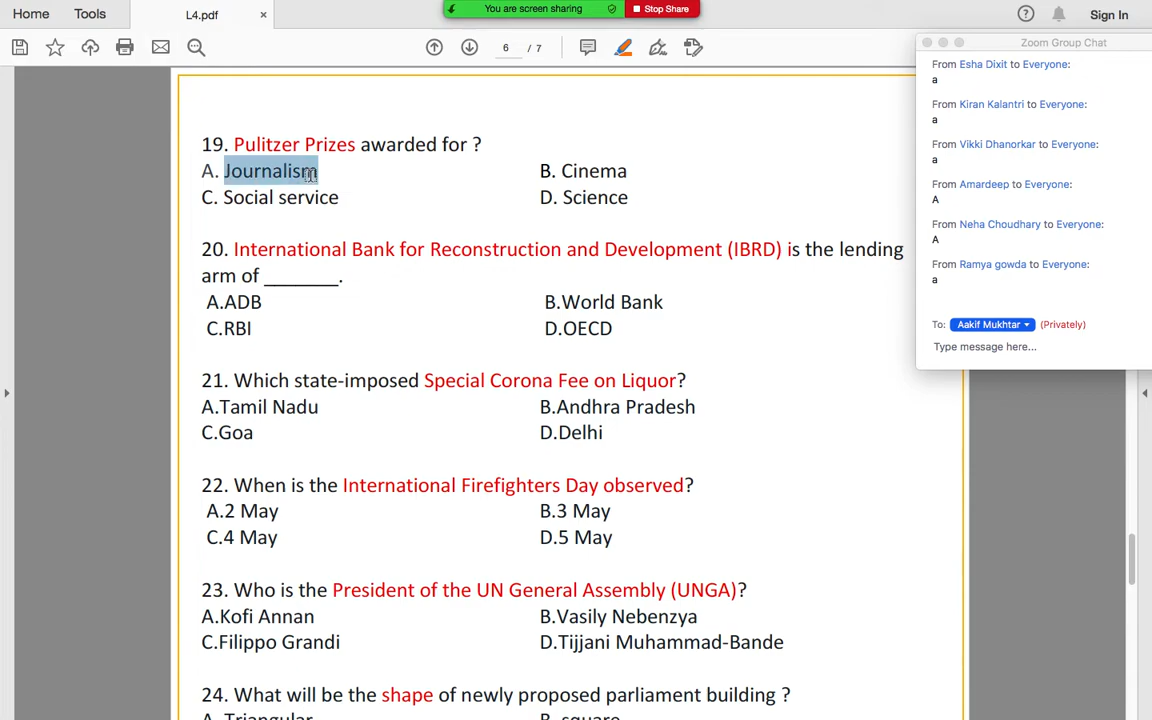 Home Tools L4.pdf × You are screen sharing Stop Share ? Sign In
6 / 7
Zoom Group Chat
From Esha Dixit to Everyone:
a
From Kiran Kalantri to Everyone:
a
From Vikki Dhanorkar to Everyone:
a
From Amardeep to Everyone:
A
From Neha Choudhary to Everyone:
A
From Ramya gowda to Everyone:
a
To: Aakif Mukhtar (Privately)
Type message here...
19. Pulitzer Prizes awarded for ?
A. Journalism B. Cinema
C. Social service D. Science
20. International Bank for Reconstruction and Development (IBRD) is the lending
arm of _______.
A.ADB B.World Bank
C.RBI D.OECD
21. Which state-imposed Special Corona Fee on Liquor?
A.Tamil Nadu B.Andhra Pradesh
C.Goa D.Delhi
22. When is the International Firefighters Day observed?
A.2 May B.3 May
C.4 May D.5 May
23. Who is the President of the UN General Assembly (UNGA)?
A.Kofi Annan B.Vasily Nebenzya
C.Filippo Grandi D.Tijjani Muhammad-Bande
24. What will be the shape of newly proposed parliament building ?
A. Triangular B. square